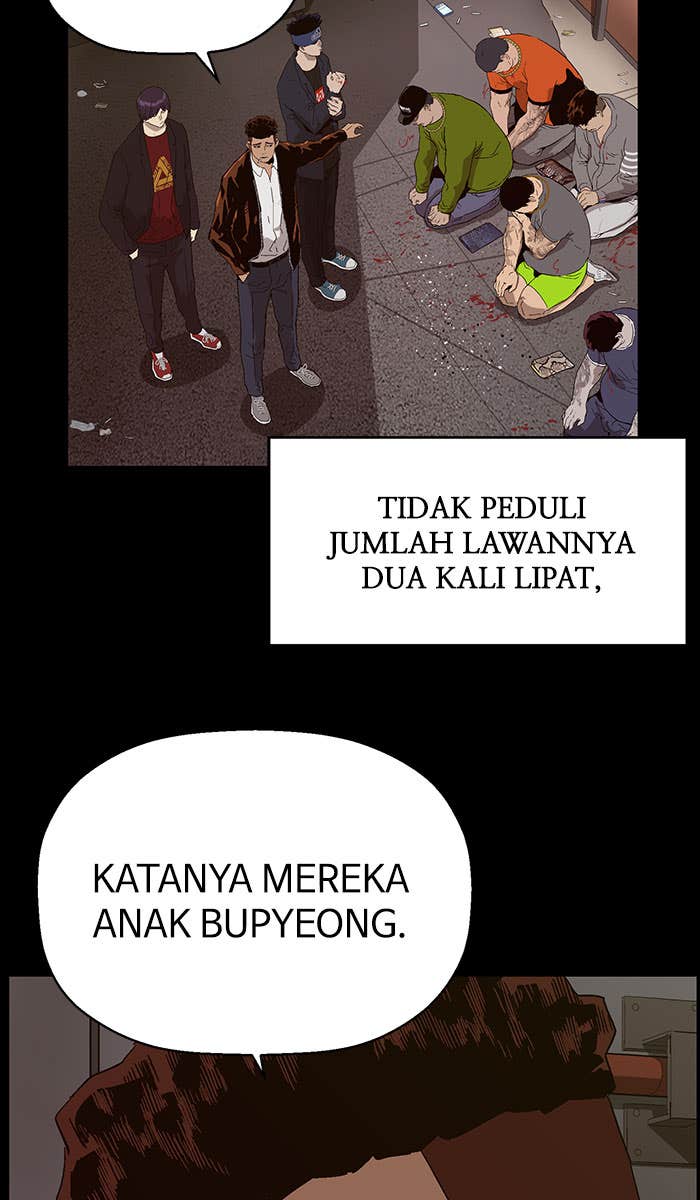 TIDAK PEDULI
JUMLAH LAWANNYA
DUA KALI LIPAT,
KATANYA MEREKA
ANAK BUPYEONG.